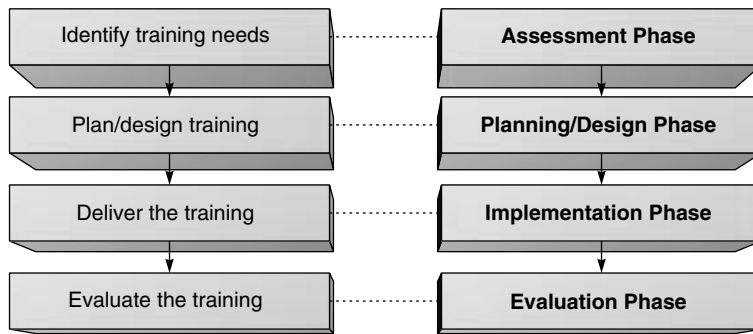 Identify training needs
Assessment Phase
Plan/design training
Planning/Design Phase
Deliver the training
Implementation Phase
Evaluate the training
Evaluation Phase